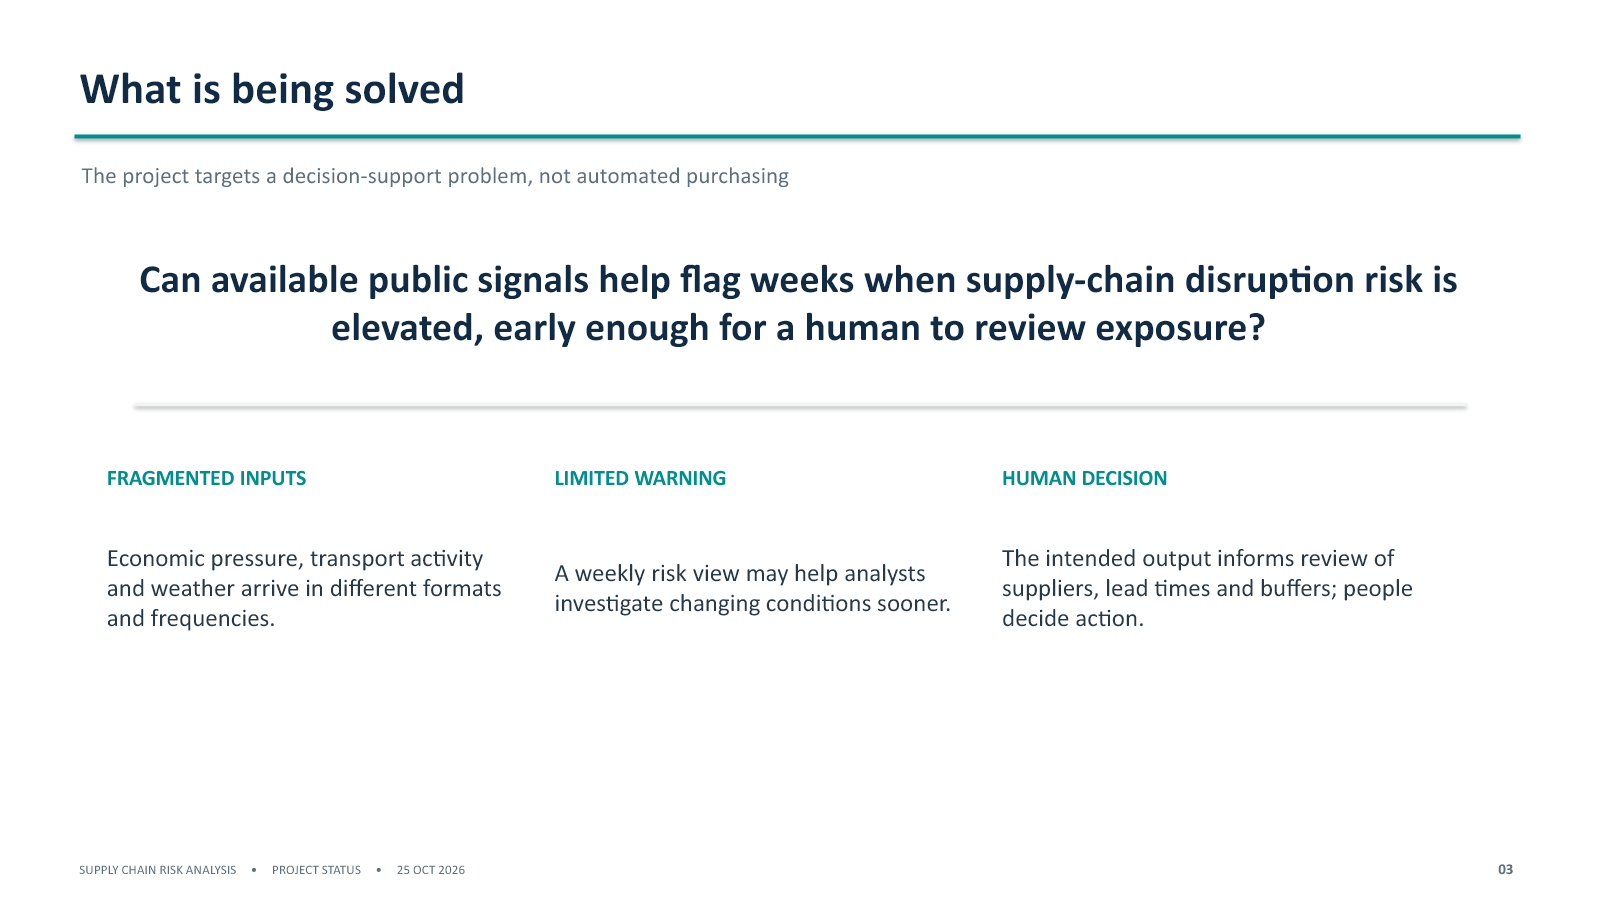 What is being solved
The project targets a decision-support problem, not automated purchasing
Can available public signals help flag weeks when supply-chain disruption risk is
elevated, early enough for a human to review exposure?
FRAGMENTED INPUTS
Economic pressure, transport activity
and weather arrive in different formats
and frequencies.
LIMITED WARNING
A weekly risk view may help analysts
investigate changing conditions sooner.
HUMAN DECISION
The intended output informs review of
suppliers, lead times and buffers; people
decide action.
SUPPLY CHAIN RISK ANALYSIS • PROJECT STATUS • 25 OCT 2026
03